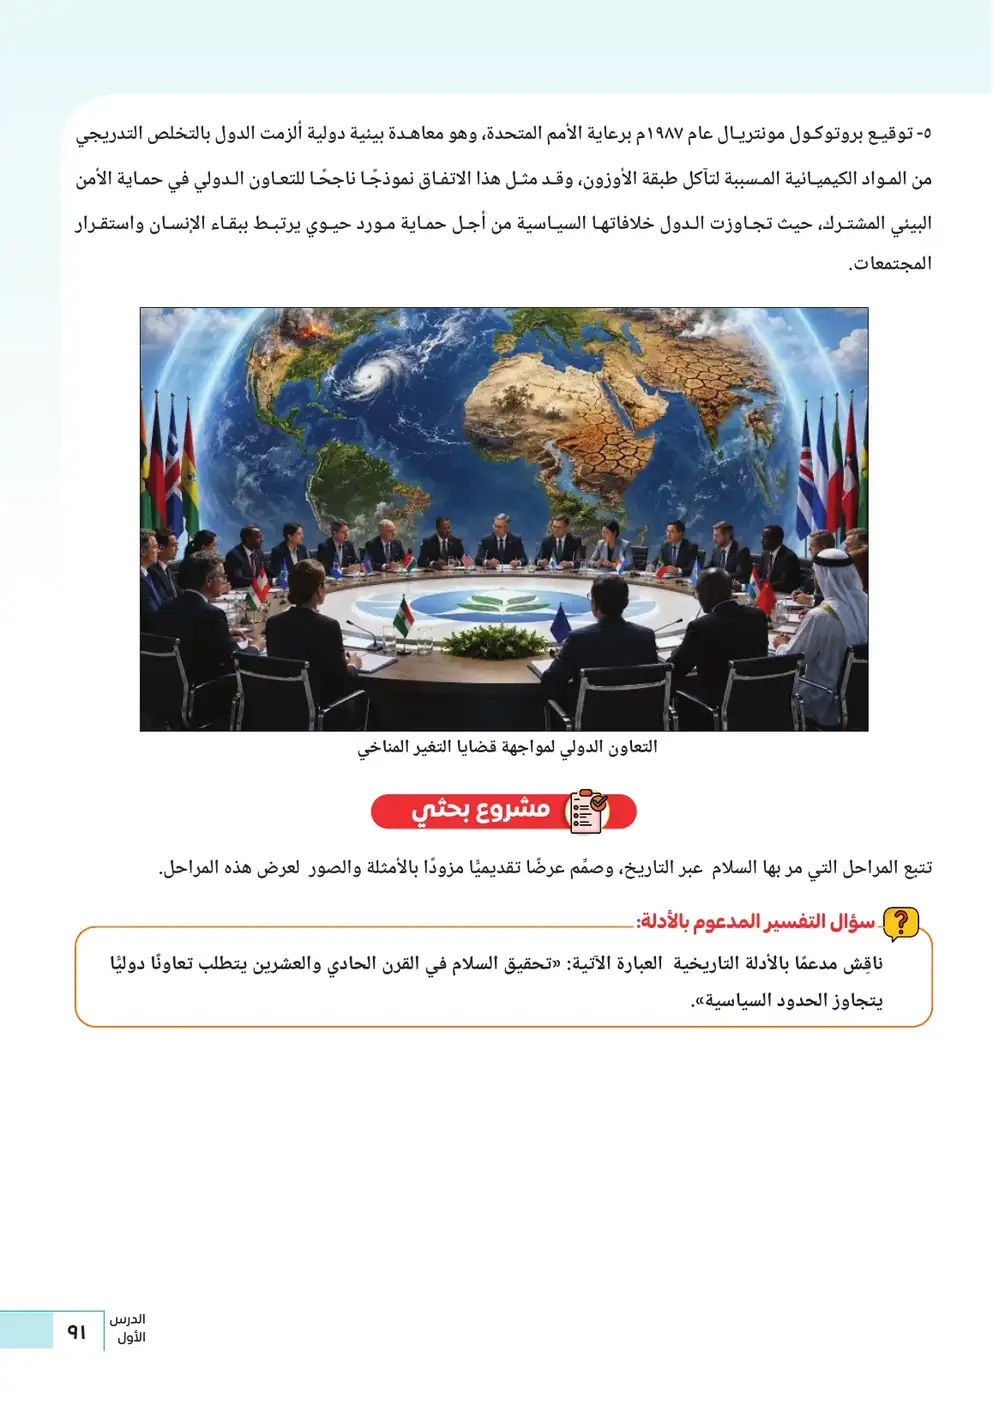 ٥- توقيع بروتوكول مونتريال عام ١٩٨٧م برعاية الأمم المتحدة، وهو معاهدة بيئية دولية ألزمت الدول بالتخلص التدريجي
من المواد الكيميائية المسببة لتآكل طبقة الأوزون، وقد مثل هذا الاتفاق نموذجًا ناجحًا للتعاون الدولي في حماية الأمن
البيئي المشترك، حيث تجاوزت الدول خلافاتها السياسية من أجل حماية مورد حيوي يرتبط ببقاء الإنسان واستقرار
المجتمعات.
التعاون الدولي لمواجهة قضايا التغير المناخي
مشروع بحثي
تتبع المراحل التي مر بها السلام عبر التاريخ، وصمِّم عرضًا تقديميًّا مزودًا بالأمثلة والصور لعرض هذه المراحل.
سؤال التفسير المدعوم بالأدلة:
ناقِش مدعمًا بالأدلة التاريخية العبارة الآتية: «تحقيق السلام في القرن الحادي والعشرين يتطلب تعاونًا دوليًّا
يتجاوز الحدود السياسية».
الدرس
الأول
٩١